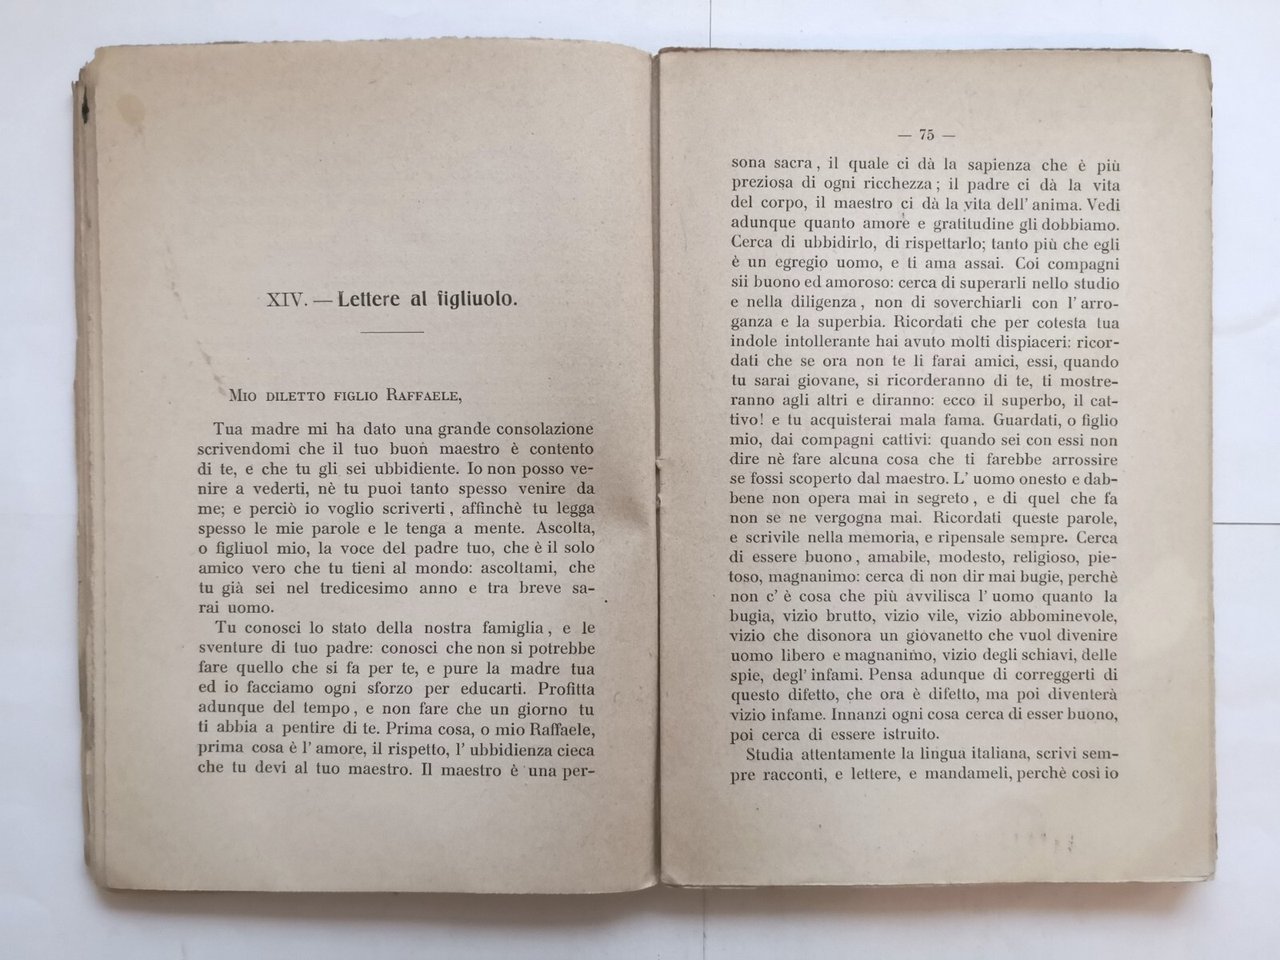 XIV. — Lettere al figliuolo.
Mio diletto figlio Raffaele,
Tua madre mi ha dato una grande consolazione
scrivendomi che il tuo buon maestro è contento
di te, e che tu gli sei ubbidiente. Io non posso ve-
nire a vederti, nè tu puoi tanto spesso venire da
me; e perciò io voglio scriverti, affinchè tu legga
spesso le mie parole e le tenga a mente. Ascolta,
o figliuol mio, la voce del padre tuo, che è il solo
amico vero che tu tieni al mondo: ascoltami, che
tu già sei nel tredicesimo anno e tra breve sa-
rai uomo.
Tu conosci lo stato della nostra famiglia, e le
sventure di tuo padre: conosci che non si potrebbe
fare quello che si fa per te, e pure la madre tua
ed io facciamo ogni sforzo per educarti. Profitta
adunque del tempo, e non fare che un giorno tu
ti abbia a pentire di te. Prima cosa, o mio Raffaele,
prima cosa è l'amore, il rispetto, l'ubbidienza cieca
che tu devi al tuo maestro. Il maestro è una per-
— 75 —
sona sacra, il quale ci dà la sapienza che è più
preziosa di ogni ricchezza; il padre ci dà la vita
del corpo, il maestro ci dà la vita dell'anima. Vedi
adunque quanto amore e gratitudine gli dobbiamo.
Cerca di ubbidirlo, di rispettarlo; tanto più che egli
è un egregio uomo, e ti ama assai. Coi compagni
sii buono ed amoroso: cerca di superarli nello studio
e nella diligenza, non di soverchiarli con l'arro-
ganza e la superbia. Ricordati che per cotesta tua
indole intollerante hai avuto molti dispiaceri: ricor-
dati che se ora non te li farai amici, essi, quando
tu sarai giovane, si ricorderanno di te, ti mostre-
ranno agli altri e diranno: ecco il superbo, il cat-
tivo! e tu acquisterai mala fama. Guardati, o figlio
mio, dai compagni cattivi: quando sei con essi non
dire nè fare alcuna cosa che ti farebbe arrossire
se fossi scoperto dal maestro. L'uomo onesto e dab-
bene non opera mai in segreto, e di quel che fa
non se ne vergogna mai. Ricordati queste parole,
e scrivile nella memoria, e ripensale sempre. Cerca
di essere buono, amabile, modesto, religioso, pie-
toso, magnanimo: cerca di non dir mai bugie, perchè
non c'è cosa che più avvilisca l'uomo quanto la
bugia, vizio brutto, vizio vile, vizio abbominevole,
vizio che disonora un giovanetto che vuol divenire
uomo libero e magnanimo, vizio degli schiavi, delle
spie, degl'infami. Pensa adunque di correggerti di
questo difetto, che ora è difetto, ma poi diventerà
vizio infame. Innanzi ogni cosa cerca di esser buono,
poi cerca di essere istruito.
Studia attentamente la lingua italiana, scrivi sem-
pre racconti, e lettere, e mandameli, perchè così io